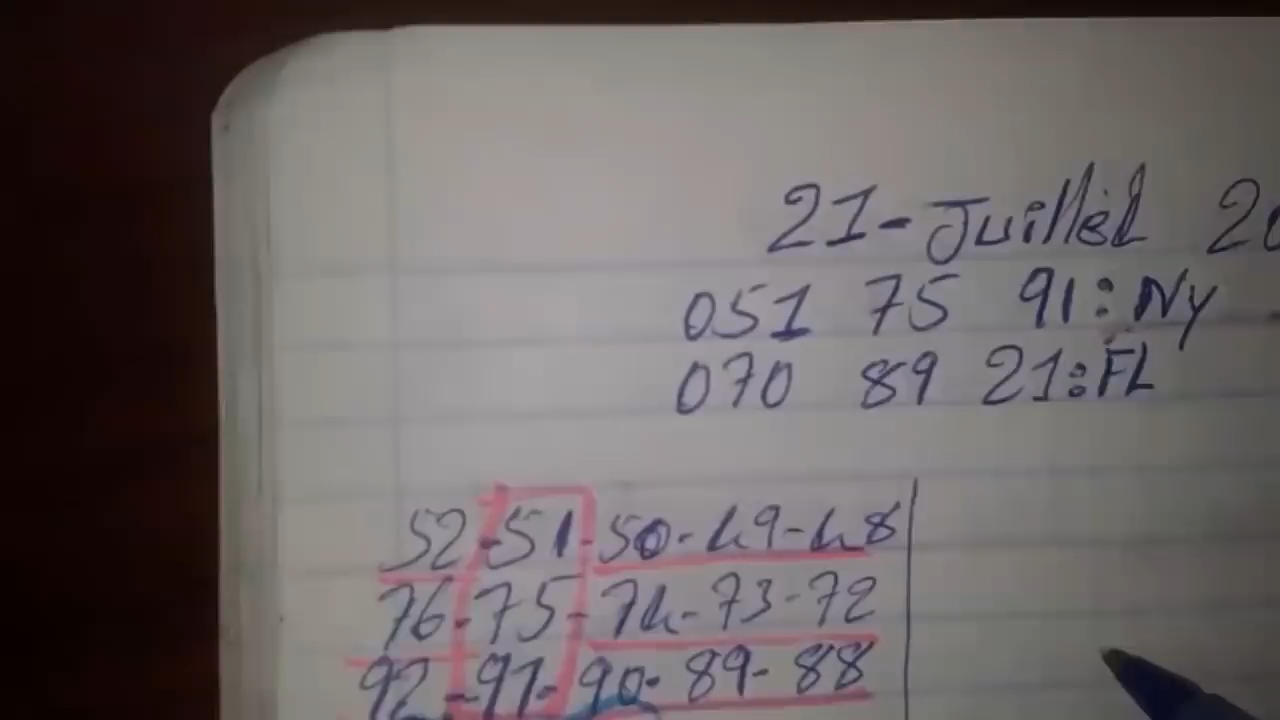 21-Juillet 20
051 75 91: Ny
070 89 21: FL
52-51-50-49-48
76-75-74-73-72
92-91-90-89-88